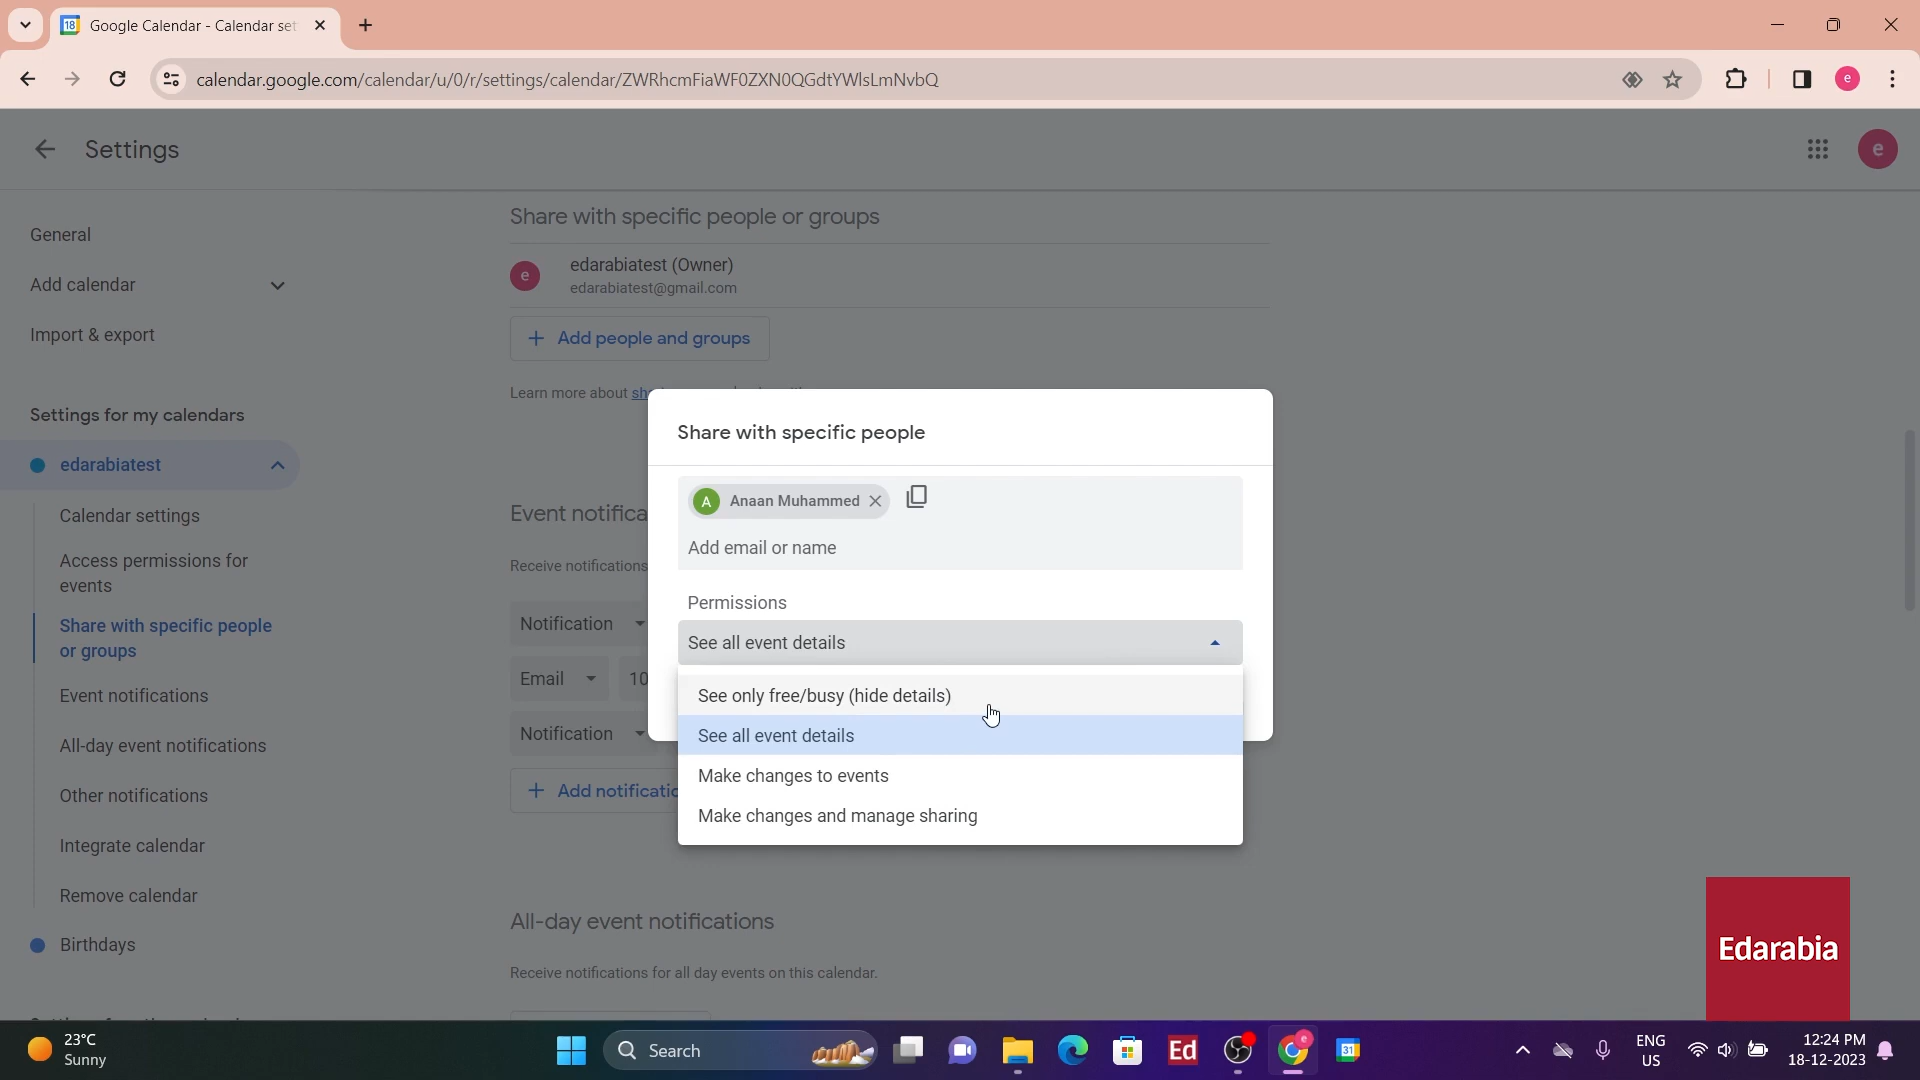 18
Google Calendar - Calendar set
calendar.google.com/calendar/u/0/r/settings/calendar/ZWRhcmFiaWF0ZXN0QGdtYWlsLmNvbQ
e
Settings
e
General
Add calendar
Import & export
Settings for my calendars
edarabiatest
Calendar settings
Access permissions for
events
Share with specific people
or groups
Event notifications
All-day event notifications
Other notifications
Integrate calendar
Remove calendar
Birthdays
Share with specific people or groups
e
edarabiatest (Owner)
edarabiatest@gmail.com
+ Add people and groups
Learn more about
Event notifica
Receive notifications
Notification
Email
10
Notification
+ Add notificatio
All-day event notifications
Receive notifications for all day events on this calendar.
Share with specific people
A Anaan Muhammed
Add email or name
Permissions
See all event details
See only free/busy (hide details)
See all event details
Make changes to events
Make changes and manage sharing
Edarabia
23°C
Sunny
Search
Ed
e
31
ENG
US
12:24 PM
18-12-2023